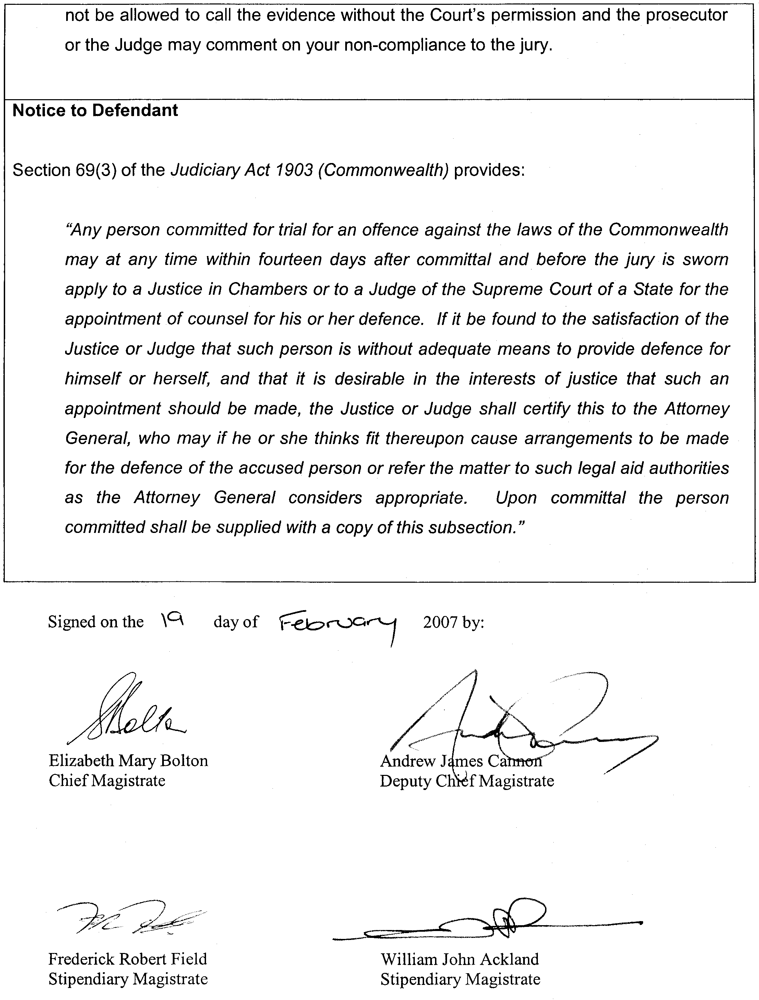 not be allowed to call the evidence without the Court's permission and the prosecutor
or the Judge may comment on your non-compliance to the jury.
Notice to Defendant
Section 69(3) of the Judiciary Act 1903 (Commonwealth) provides:
“Any person committed for trial for an offence against the laws of the Commonwealth
may at any time within fourteen days after committal and before the jury is sworn
apply to a Justice in Chambers or to a Judge of the Supreme Court of a State for the
appointment of counsel for his or her defence. If it be found to the satisfaction of the
Justice or Judge that such person is without adequate means to provide defence for
himself or herself, and that it is desirable in the interests of justice that such an
appointment should be made, the Justice or Judge shall certify this to the Attorney
General, who may if he or she thinks fit thereupon cause arrangements to be made
for the defence of the accused person or refer the matter to such legal aid authorities
as the Attorney General considers appropriate. Upon committal the person
committed shall be supplied with a copy of this subsection.”
Signed on the 19 day of February 2007 by:
Elizabeth Mary Bolton
Chief Magistrate
Andrew James Cannon
Deputy Chief Magistrate
Frederick Robert Field
Stipendiary Magistrate
William John Ackland
Stipendiary Magistrate